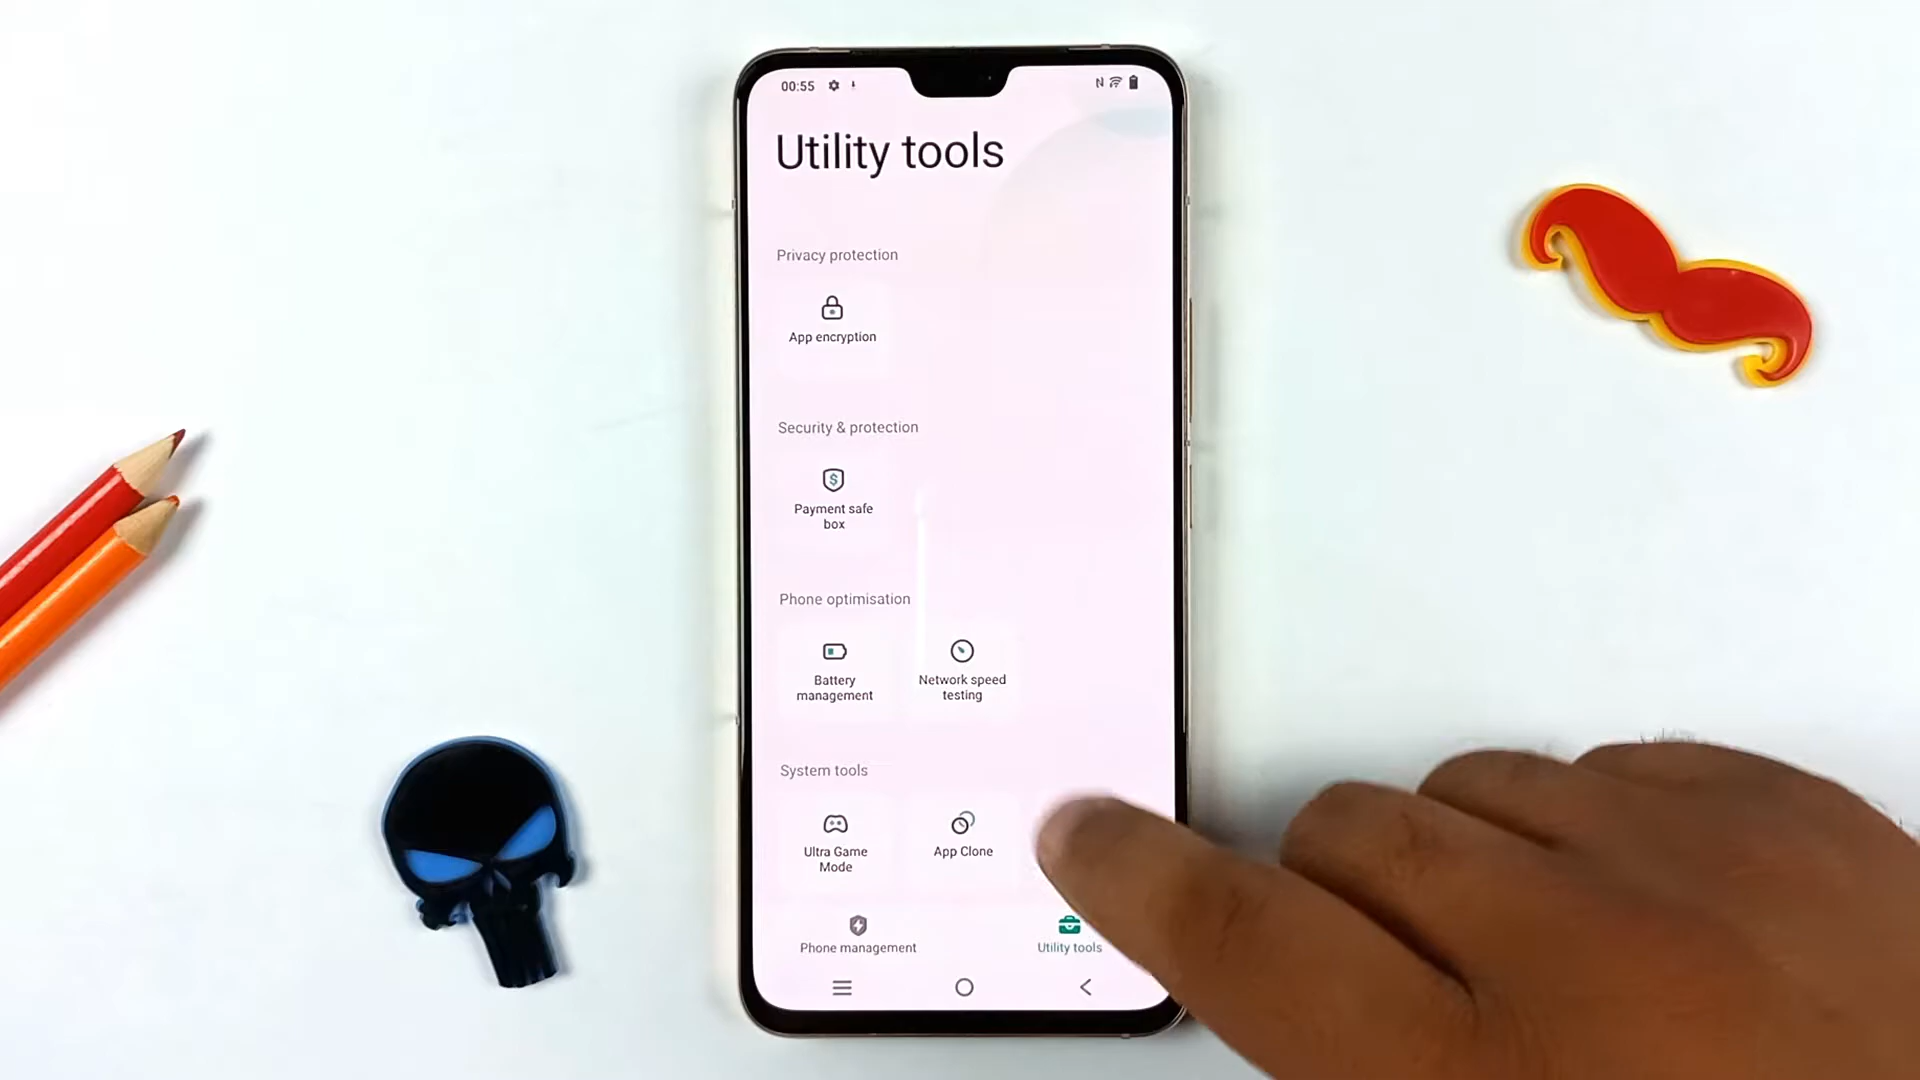 00:55
Utility tools
Privacy protection
App encryption
Security & protection
Payment safe
box
Phone optimisation
Battery
management
Network speed
testing
System tools
Ultra Game
Mode
App Clone
Phone management
Utility tools